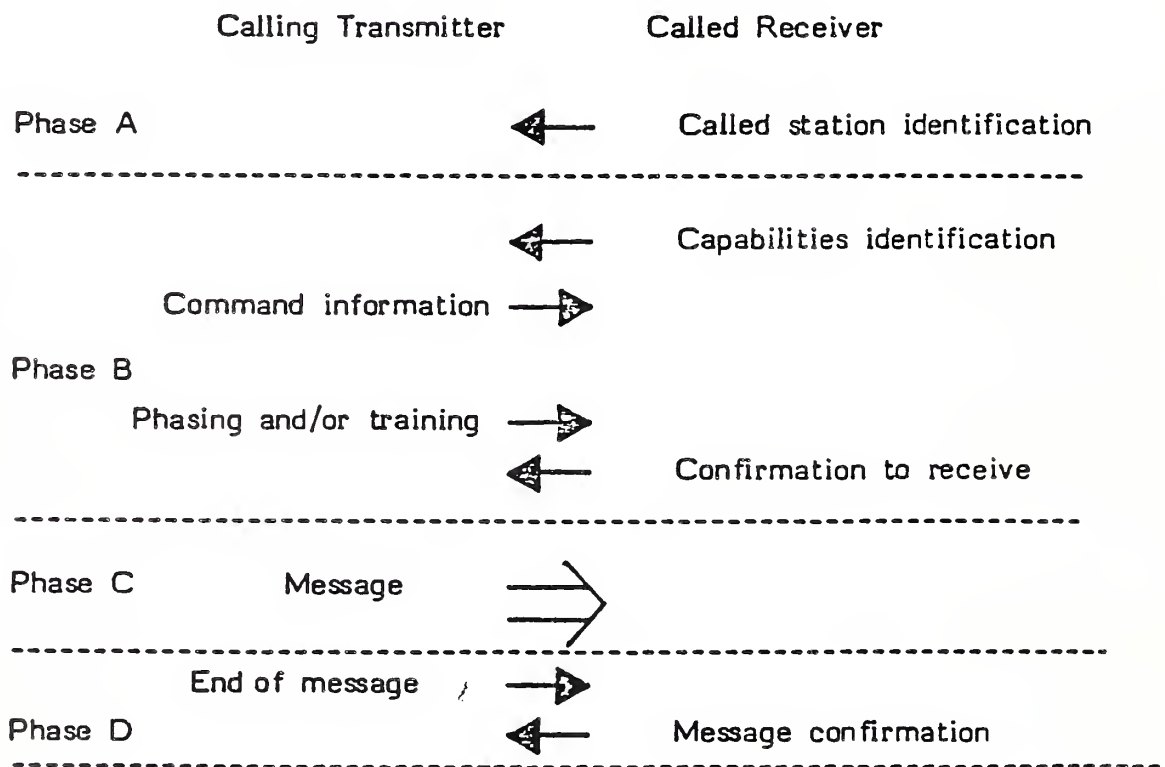 Calling Transmitter Called Receiver
Phase A Called station identification
Capabilities identification
Command information
Phase B
Phasing and/or training
Confirmation to receive
Phase C Message
End of message
Phase D Message confirmation